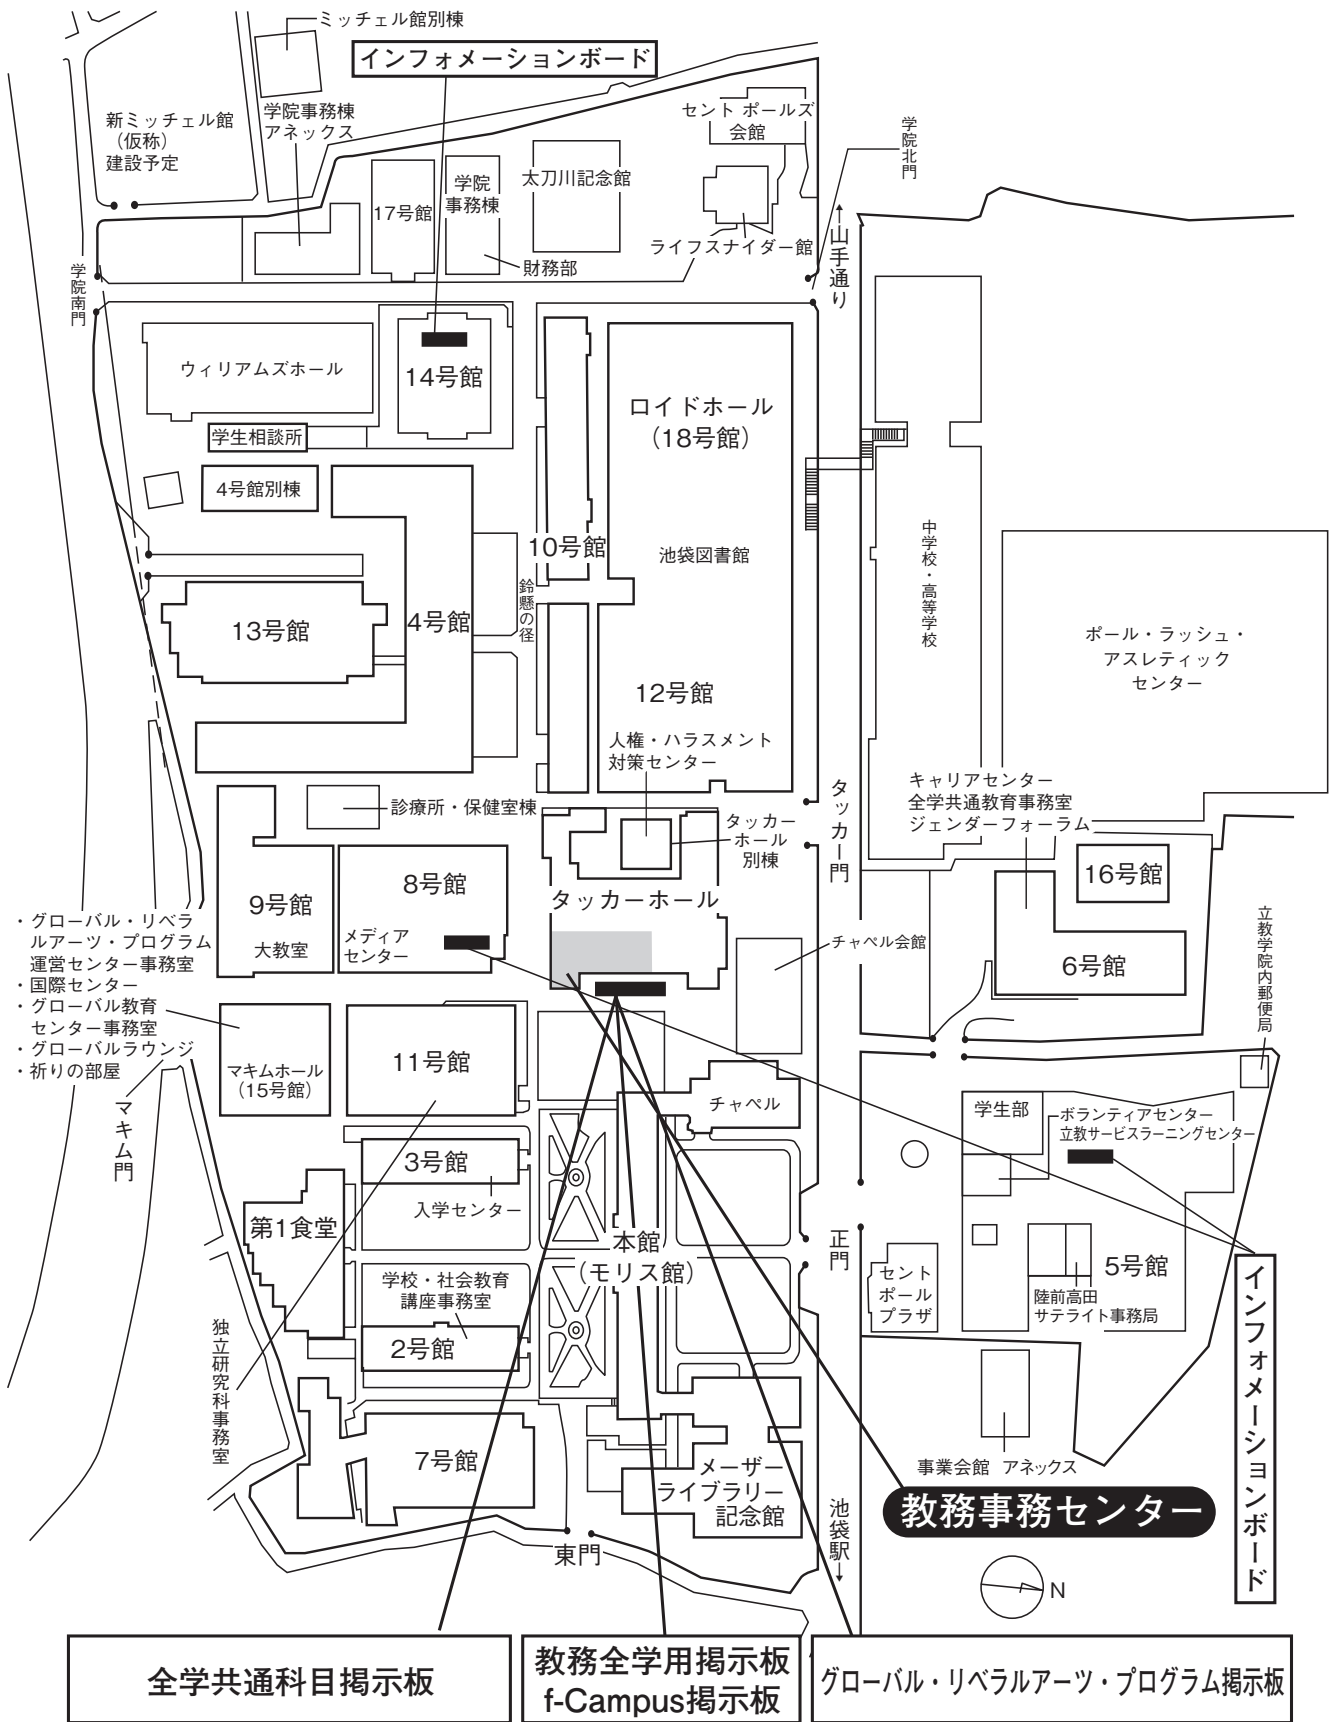 ミッチェル館別棟
インフォメーションボード
新ミッチェル館
(仮称)
建設予定
学院事務棟
アネックス
セント ポールズ
会館
学院北門
17号館
学院
事務棟
太刀川記念館
ライフスナイダー館
財務部
↑山手通り
学院南門
ウィリアムズホール
14号館
ロイドホール
(18号館)
学生相談所
4号館別棟
10号館
池袋図書館
中学校・高等学校
鈴懸の径
13号館
4号館
ポール・ラッシュ・
アスレティック
センター
12号館
人権・ハラスメント
対策センター
キャリアセンター
全学共通教育事務室
ジェンダーフォーラム
診療所・保健室棟
タッカー
ホール
別棟
タッカー門
8号館
タッカーホール
16号館
9号館
大教室
メディア
センター
チャペル会館
6号館
立教学院内郵便局
・グローバル・リベラ
ルアーツ・プログラム
運営センター事務室
・国際センター
・グローバル教育
センター事務室
・グローバルラウンジ
・祈りの部屋
マキムホール
(15号館)
11号館
チャペル
学生部
ボランティアセンター
立教サービスラーニングセンター
マキム門
3号館
入学センター
第1食堂
本館
(モリス館)
正門
セント
ポール
プラザ
5号館
陸前高田
サテライト事務局
インフォメーションボード
学校・社会教育
講座事務室
2号館
独立研究科事務室
7号館
メーザー
ライブラリー
記念館
事業会館 アネックス
教務事務センター
池袋駅↓
東門
N
全学共通科目掲示板
教務全学用掲示板
f-Campus掲示板
グローバル・リベラルアーツ・プログラム掲示板